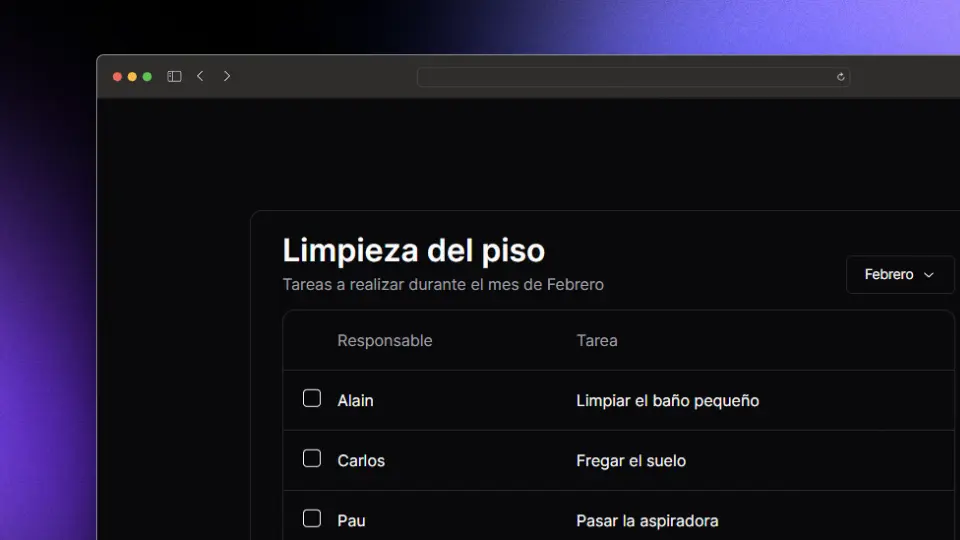 Limpieza del piso
Tareas a realizar durante el mes de Febrero
Febrero
Responsable Tarea
Alain Limpiar el baño pequeño
Carlos Fregar el suelo
Pau Pasar la aspiradora